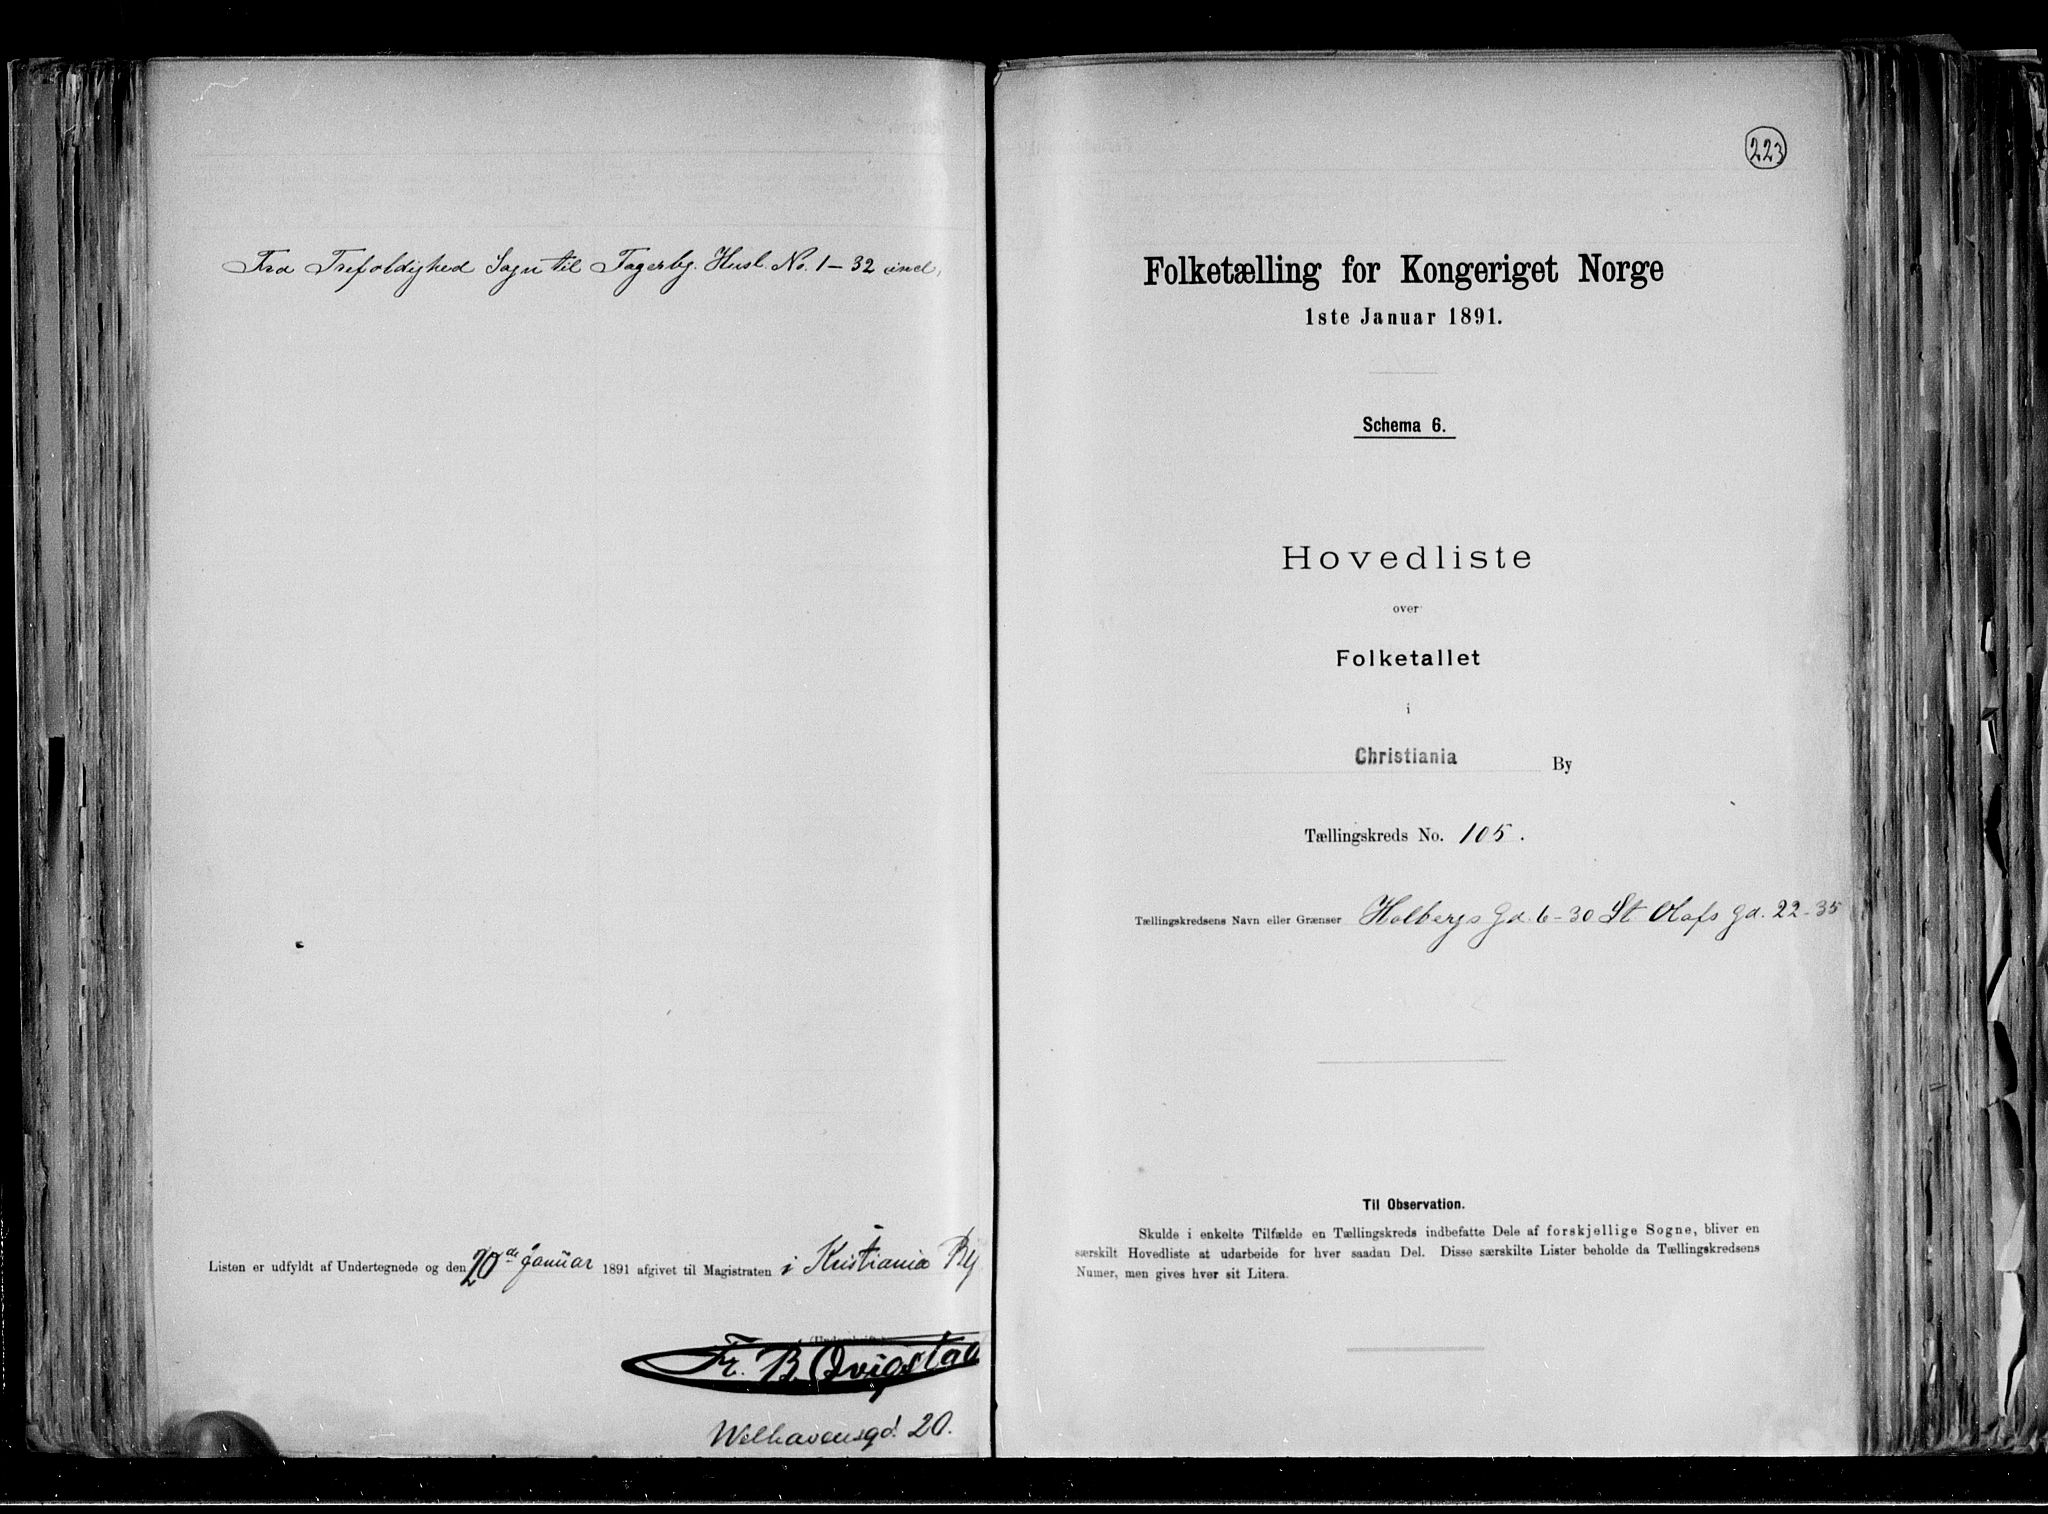 Fra Trefoldighed Sogn til Fagerbg. Husl. No. 1 – 32 incl.
Listen er udfyldt af Undertegnede og den 20de Januar 1891 afgivet til Magistraten i Kristiania By
(Underskrift)
Fr. B. Qvigstad
Welhavensgd. 20.
223
Folketælling for Kongeriget Norge
1ste Januar 1891.
Schema 6.
Hovedliste
over
Folketallet
i
Christiania By
Tællingskreds No. 105.
Tællingskredsens Navn eller Grænser Holbergs Gd. 6-30 St Olafs Gd. 22-35
Til Observation.
Skulde i enkelte Tilfælde en Tællingskreds indbefatte Dele af forskjellige Sogne, bliver en
særskilt Hovedliste at udarbeide for hver saadan Del. Disse særskilte Lister beholde da Tællingskredsens
Numer, men gives hver sit Litera.